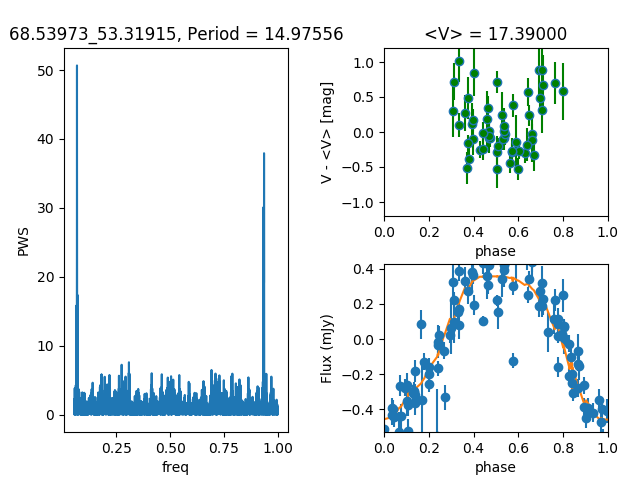 68.53973_53.31915, Period = 14.97556
<V> = 17.39000
PWS
50
40
30
20
10
0
0.25 0.50 0.75 1.00
freq
V - <V> [mag]
1.0
0.5
0.0
−0.5
−1.0
0.0 0.2 0.4 0.6 0.8 1.0
phase
Flux (mJy)
0.4
0.2
0.0
−0.2
−0.4
0.0 0.2 0.4 0.6 0.8 1.0
phase